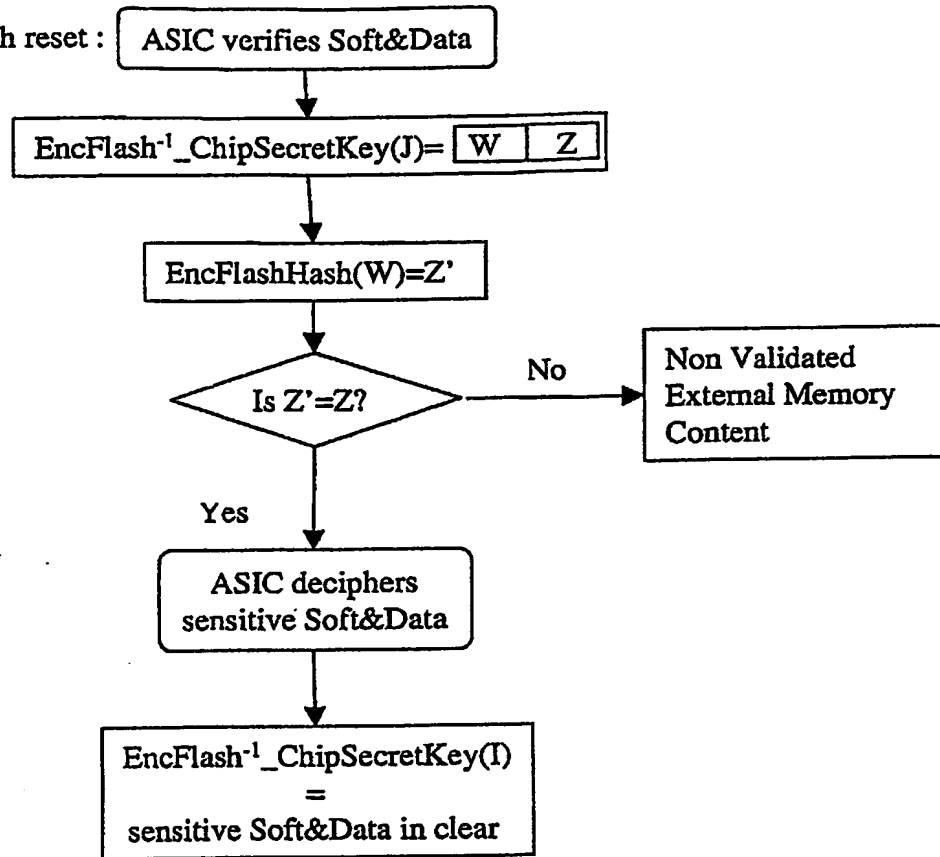 h reset :
ASIC verifies Soft&Data
EncFlash⁻¹_ChipSecretKey(J)= W Z
EncFlashHash(W)=Z’
Is Z’=Z?
No
Non Validated
External Memory
Content
Yes
ASIC deciphers
sensitive Soft&Data
EncFlash⁻¹_ChipSecretKey(I)
=
sensitive Soft&Data in clear